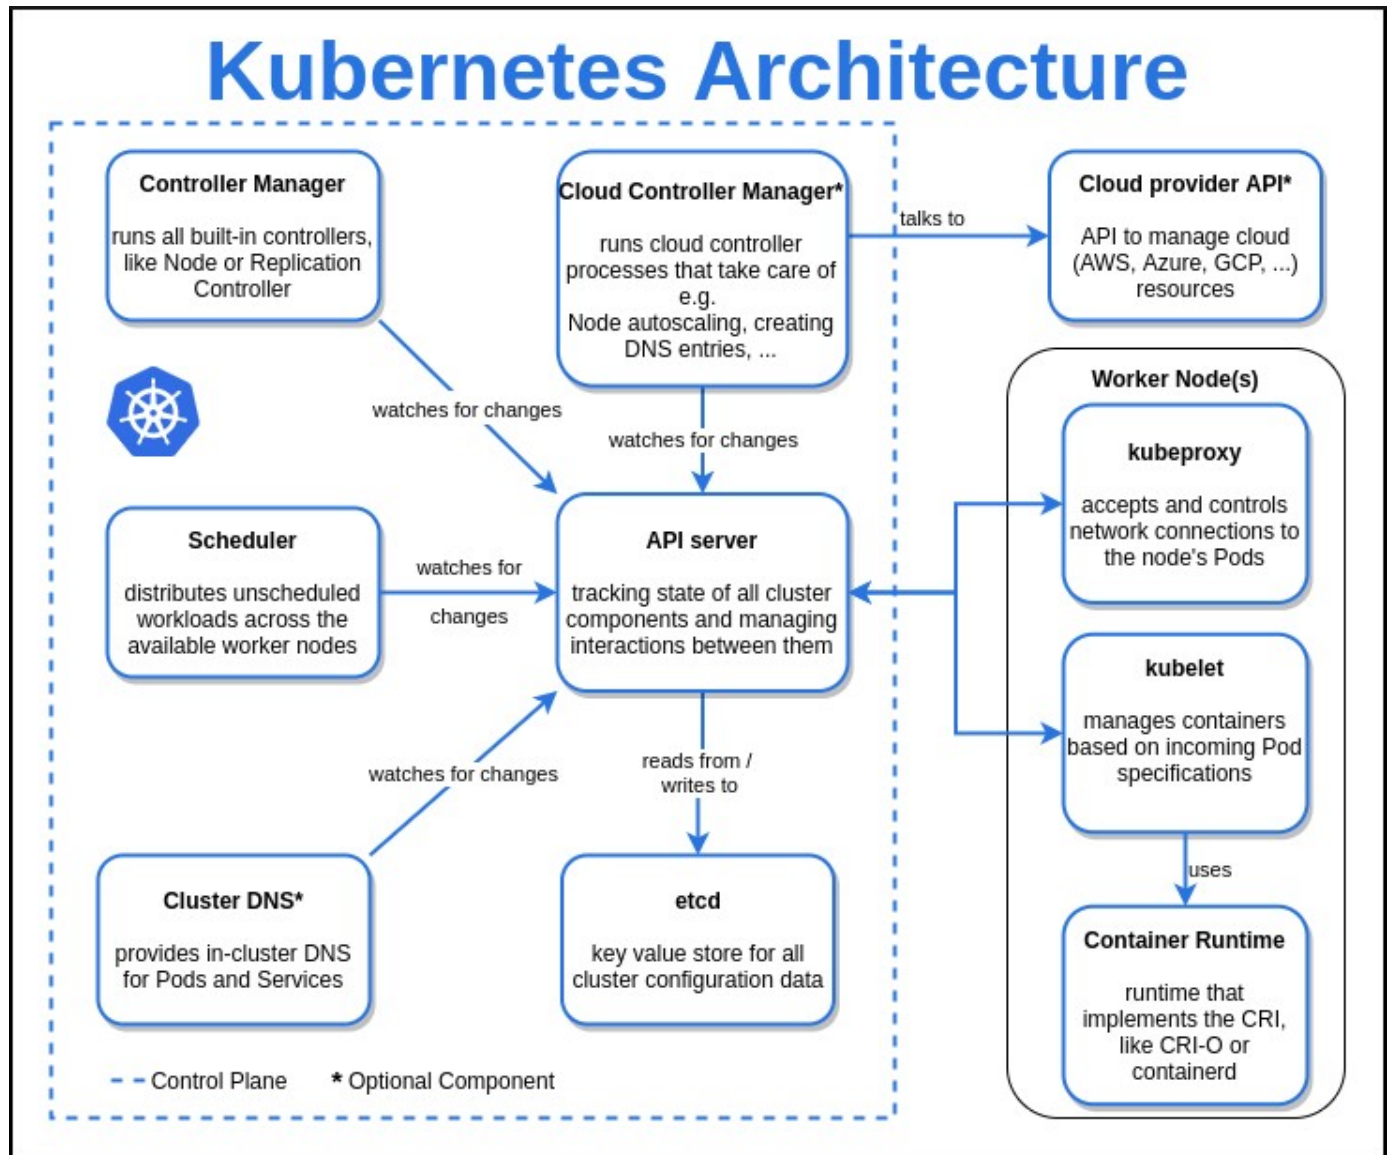 Kubernetes Architecture
Controller Manager
runs all built-in controllers,
like Node or Replication
Controller
Cloud Controller Manager*
runs cloud controller
processes that take care of
e.g.
Node autoscaling, creating
DNS entries, ...
talks to
Cloud provider API*
API to manage cloud
(AWS, Azure, GCP, ...)
resources
watches for changes
watches for changes
Worker Node(s)
kubeproxy
accepts and controls
network connections to
the node's Pods
Scheduler
distributes unscheduled
workloads across the
available worker nodes
watches for
changes
API server
tracking state of all cluster
components and managing
interactions between them
kubelet
manages containers
based on incoming Pod
specifications
watches for changes
reads from /
writes to
uses
Cluster DNS*
provides in-cluster DNS
for Pods and Services
etcd
key value store for all
cluster configuration data
Container Runtime
runtime that
implements the CRI,
like CRI-O or
containerd
Control Plane
* Optional Component